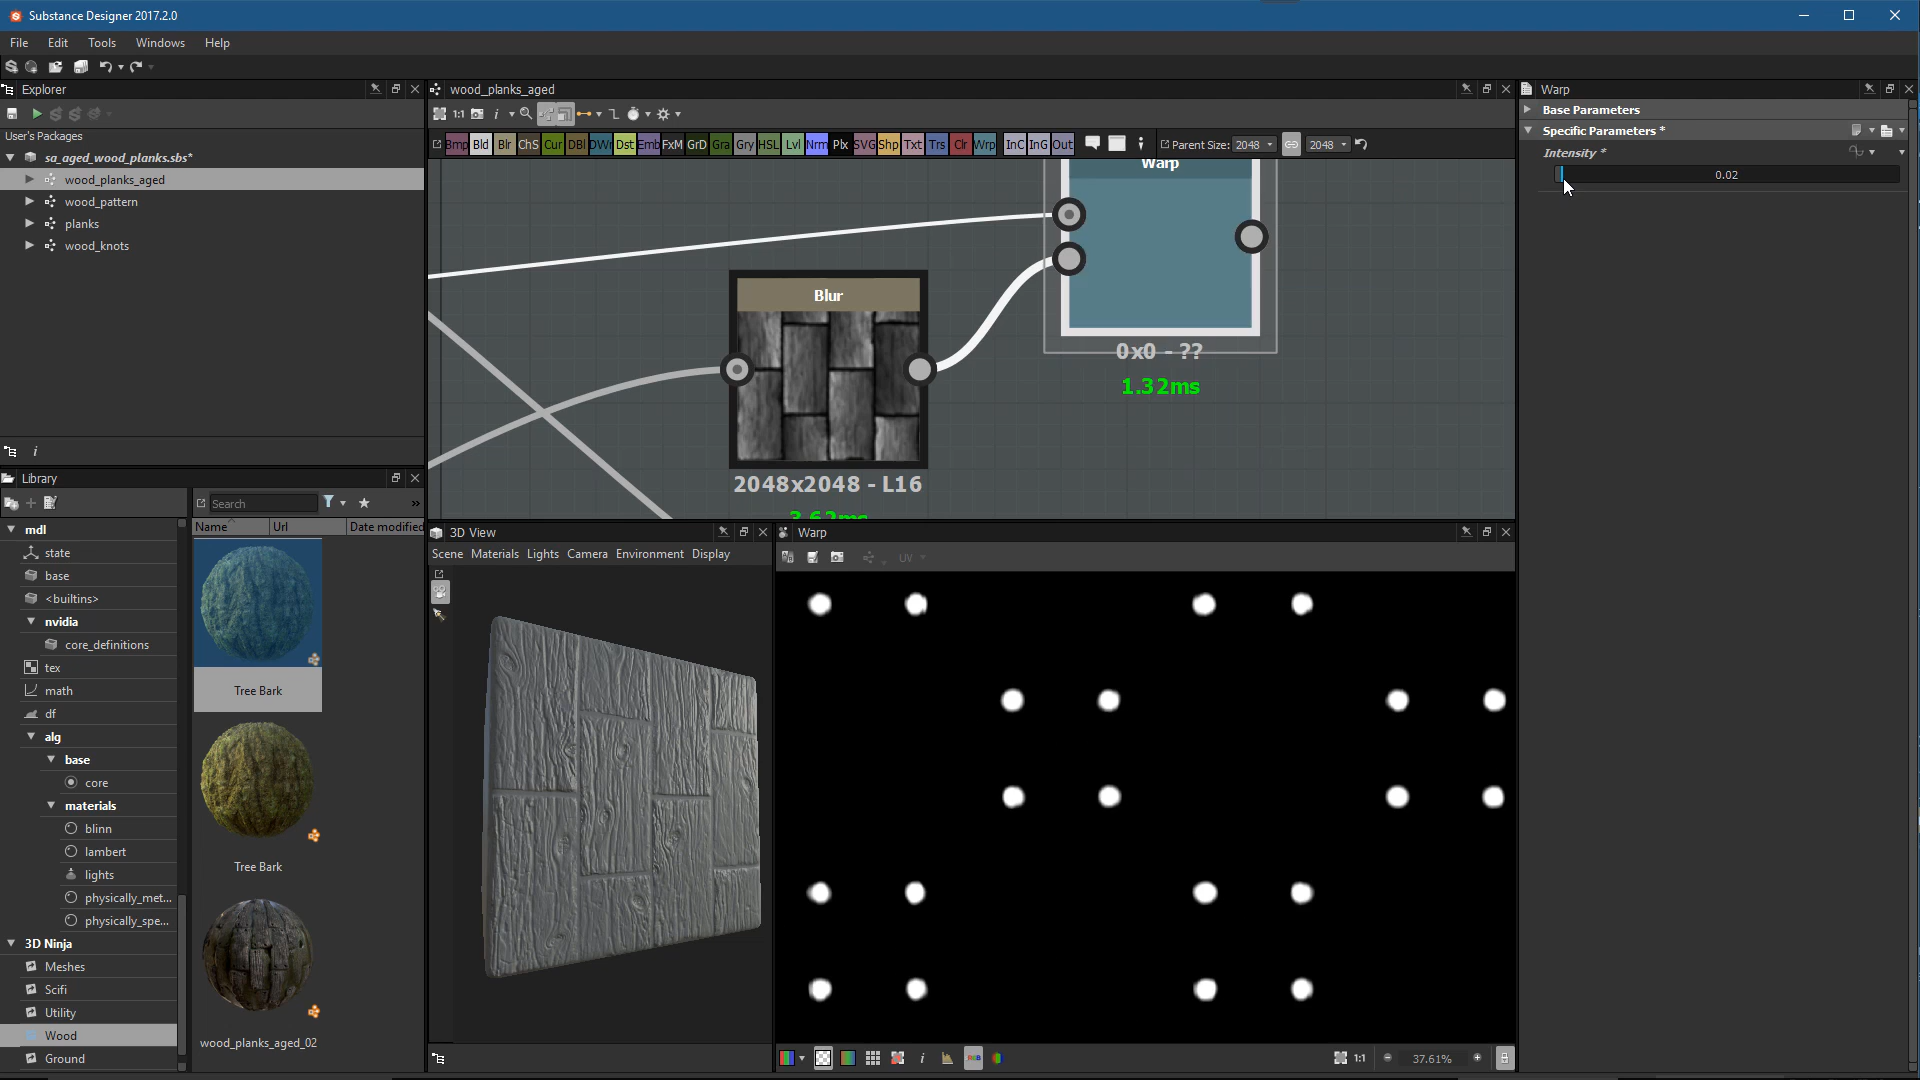 Substance Designer 2017.2.0
File Edit Tools Windows Help
Explorer
User's Packages
sa_aged_wood_planks.sbs*
wood_planks_aged
wood_pattern
planks
wood_knots
Library
Search
Name Url Date modified
mdl
state
base
<builtins>
nvidia
core_definitions
tex
math
df
alg
base
core
materials
blinn
lambert
lights
physically_met...
physically_spe...
3D Ninja
Meshes
Scifi
Utility
Wood
Ground
Tree Bark
Tree Bark
wood_planks_aged_02
wood_planks_aged
1:1
Bmp Bld Blr ChS Cur DBl DWr Dst Emb FxM GrD Gra Gry HSL Lvl Nrm Plx SVG Shp Txt Trs Clr Wrp InC InG Out Parent Size: 2048 2048
Warp
0x0 - ??
1.32ms
Blur
2048x2048 - L16
3.62ms
3D View
Scene Materials Lights Camera Environment Display
Warp
UV
RGB
1:1
37.61%
Warp
Base Parameters
Specific Parameters *
Intensity *
0.02